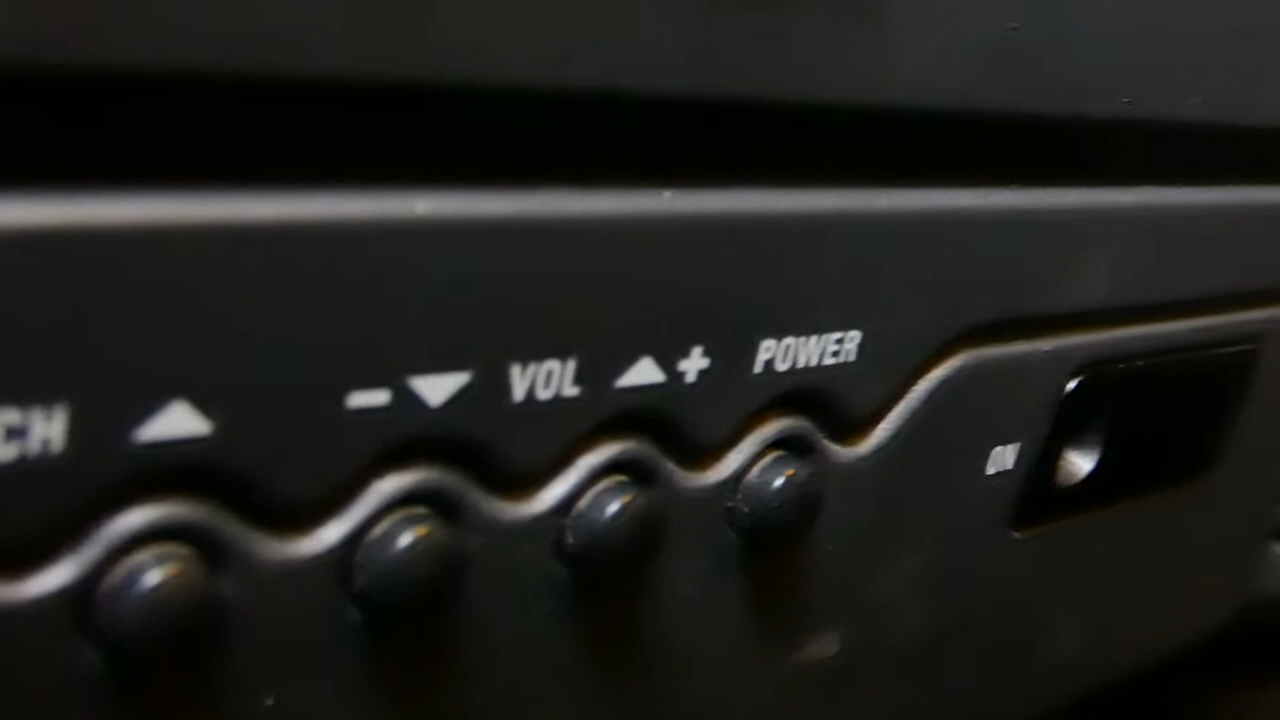 CH ▲ - ▼ VOL ▲ + POWER
ON